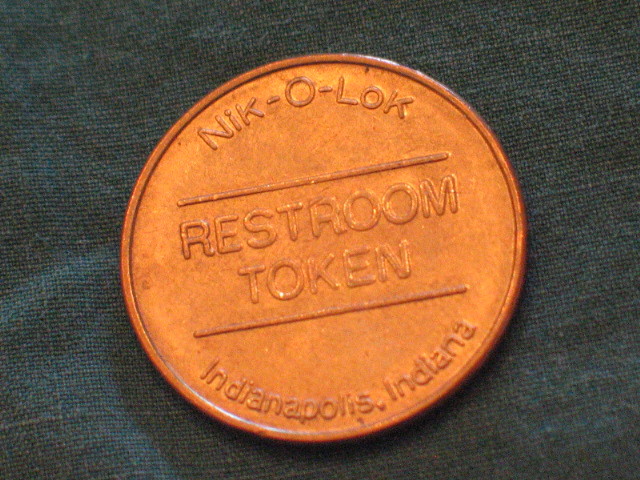 Nik-O-Lok
RESTROOM
TOKEN
Indianapolis, Indiana